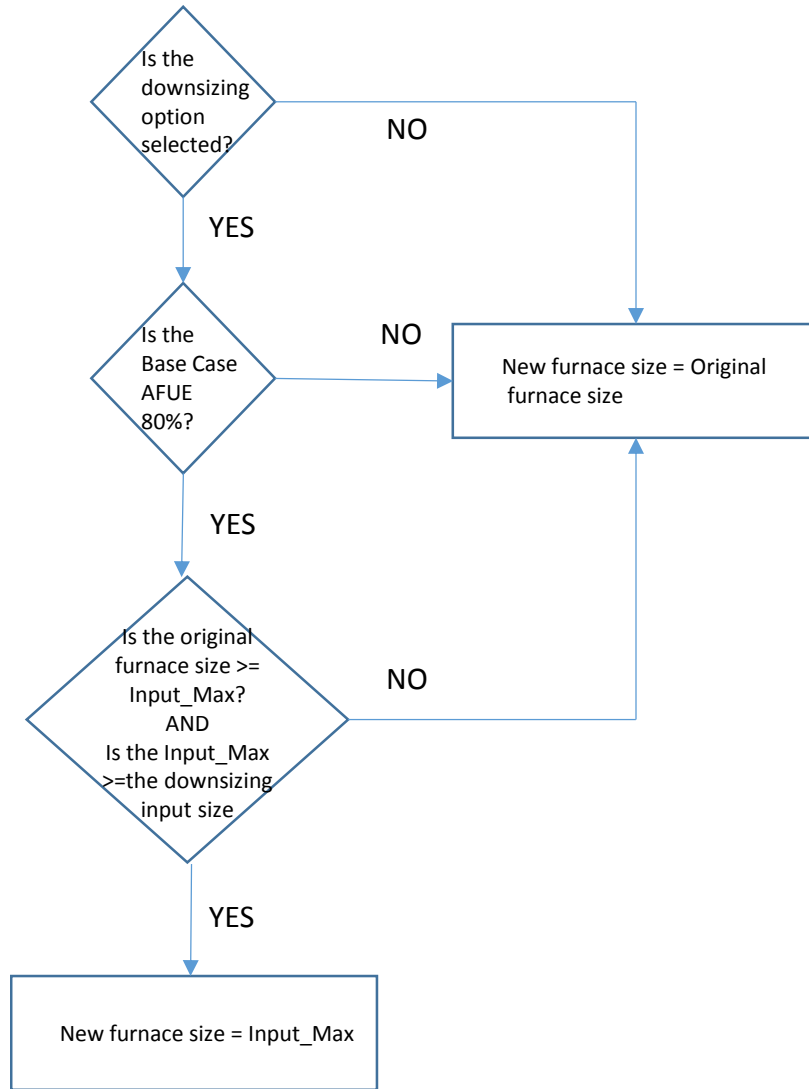 Is the
downsizing
option
selected?
NO
YES
Is the
Base Case
AFUE
80%?
NO
New furnace size = Original
furnace size
YES
Is the original
furnace size >=
Input_Max?
AND
Is the Input_Max
>=the downsizing
input size
NO
YES
New furnace size = Input_Max